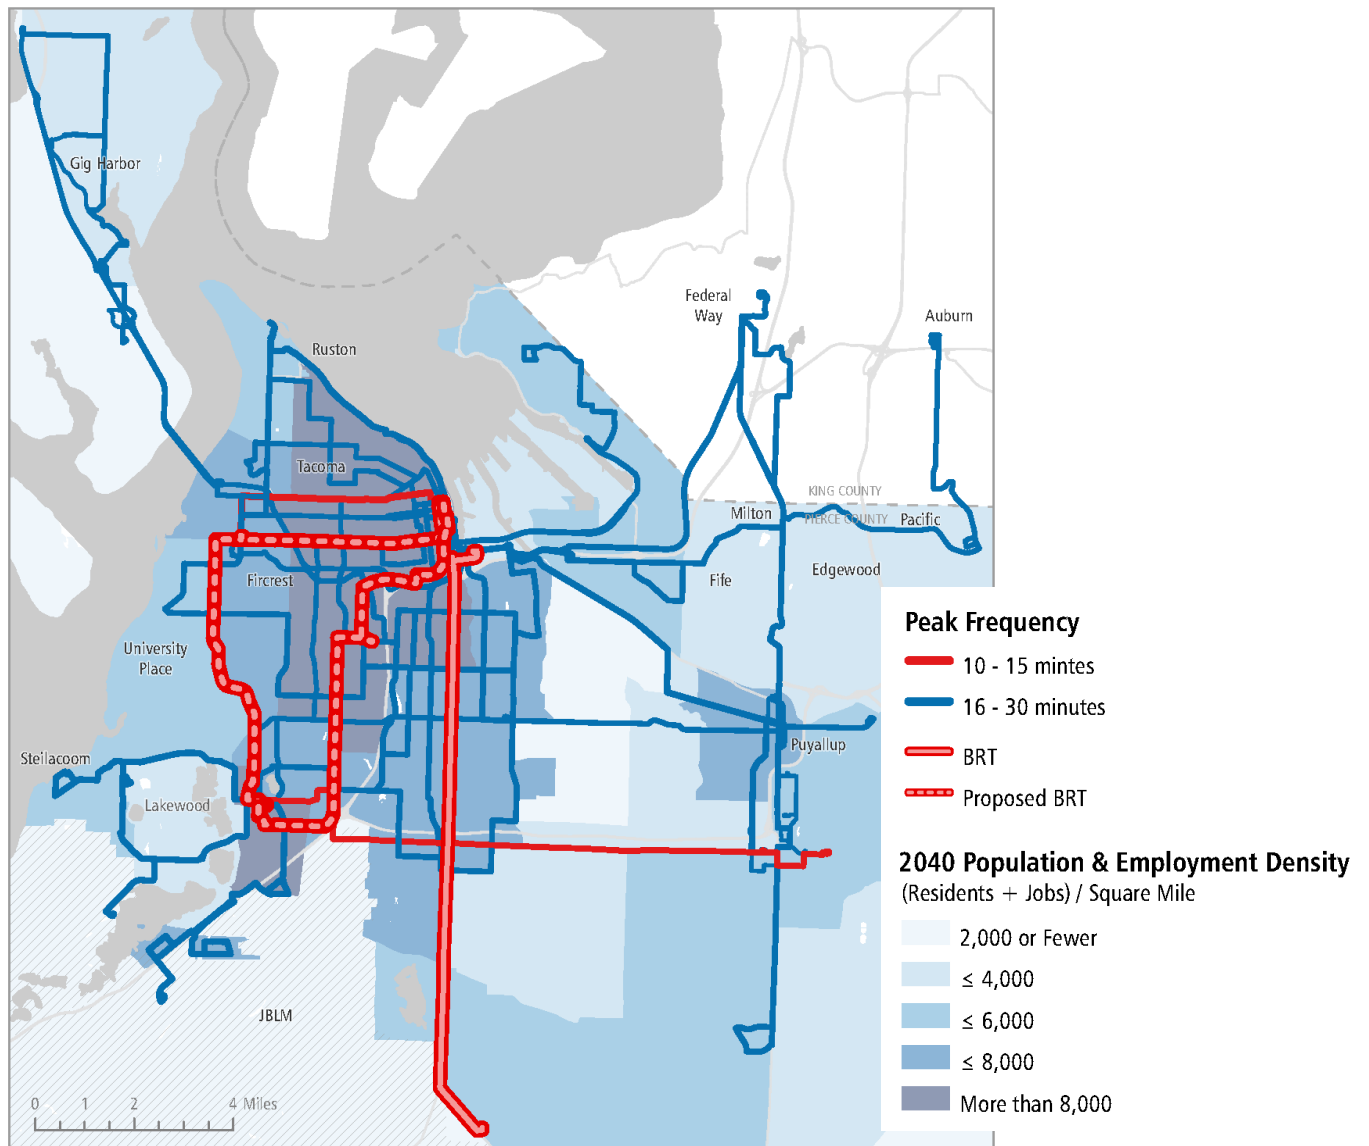 Gig Harbor
Federal
Way
Auburn
Ruston
Tacoma
KING COUNTY
Milton
PIERCE COUNTY
Pacific
Fircrest
Fife
Edgewood
University
Place
Steilacoom
Puyallup
Lakewood
JBLM
0 1 2 4 Miles
Peak Frequency
10 - 15 mintes
16 - 30 minutes
BRT
Proposed BRT
2040 Population & Employment Density
(Residents + Jobs) / Square Mile
2,000 or Fewer
≤ 4,000
≤ 6,000
≤ 8,000
More than 8,000